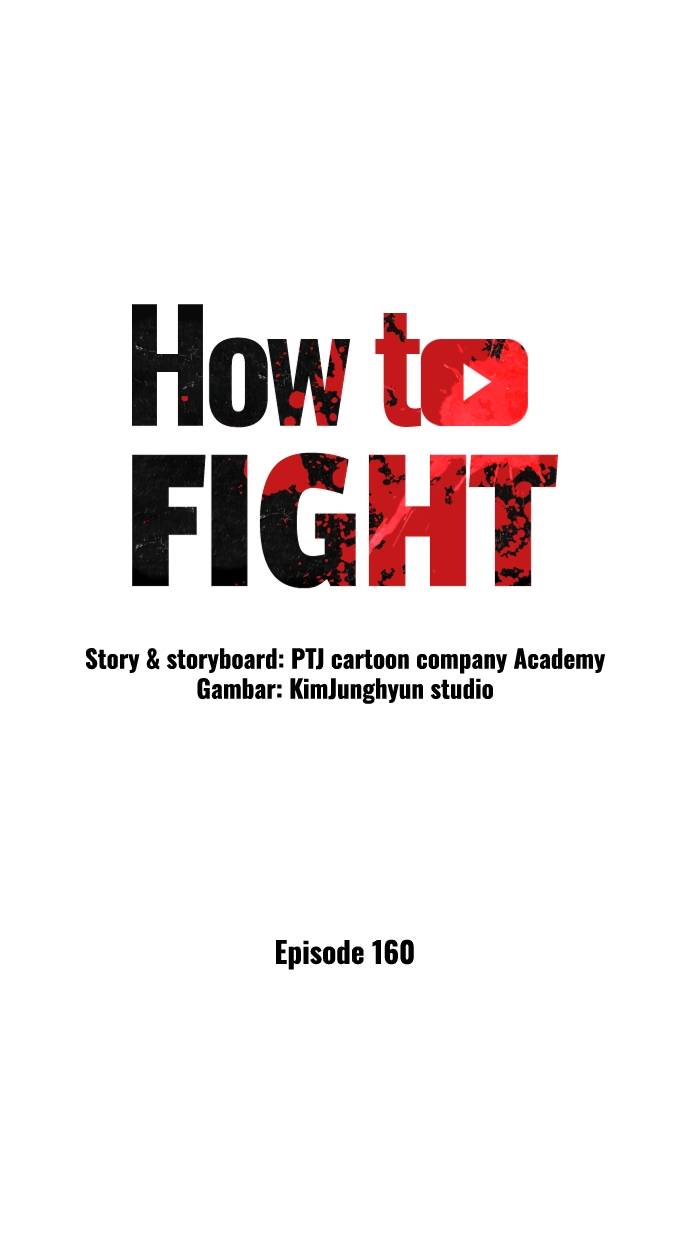 How to
FIGHT
Story & storyboard: PTJ cartoon company Academy
Gambar: KimJunghyun studio
Episode 160